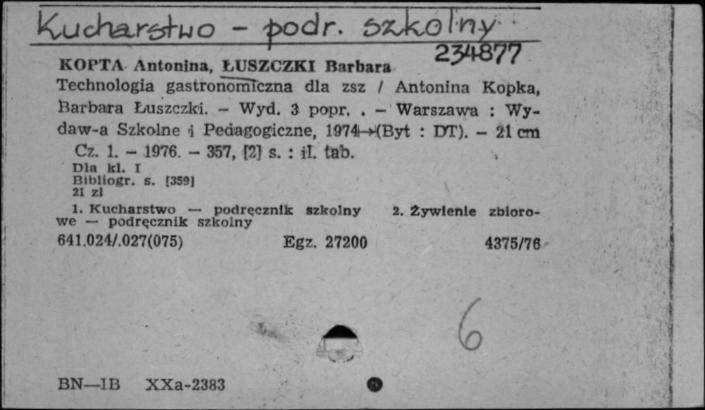 Kucharstwo - podr. szkolny
234877
KOPTA Antonina, ŁUSZCZKI Barbara
Technologia gastronomiczna dla zsz / Antonina Kopka,
Barbara Łuszczki. — Wyd. 3 popr. . — Warszawa : Wy-
daw-a Szkolne i Pedagogiczne, 1974→(Byt : DT). — 21 cm
Cz. 1. — 1976. — 357, [2] s. : il. tab.
Dla kl. I
Bibliogr. s. [359]
21 zł
1. Kucharstwo — podręcznik szkolny 2. Żywienie zbioro-
we — podręcznik szkolny
641.024/.027(075) Egz. 27200 4375/76
6
BN—IB XXa-2383